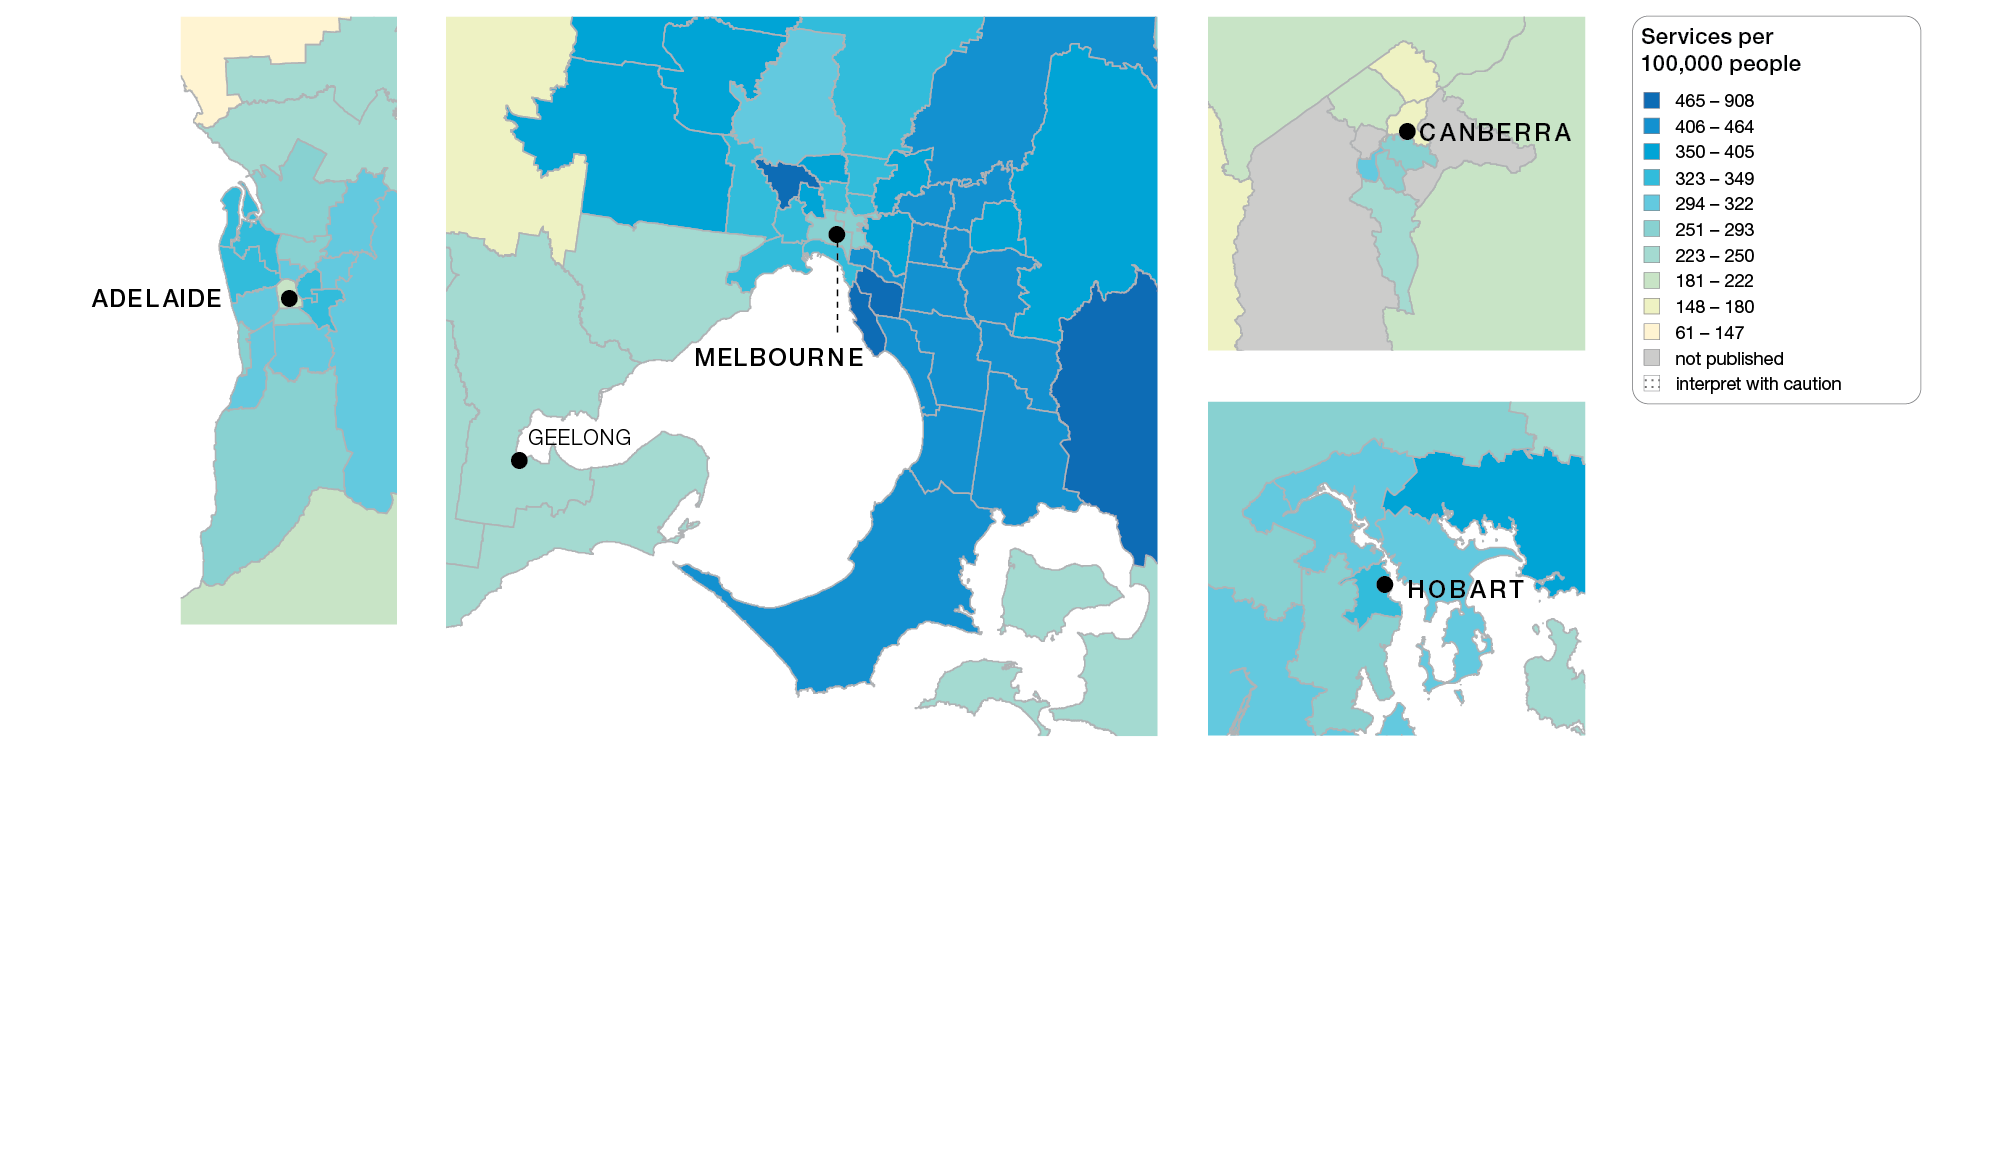 ADELAIDE
MELBOURNE
GEELONG
CANBERRA
HOBART
Services per
100,000 people
465 – 908
406 – 464
350 – 405
323 – 349
294 – 322
251 – 293
223 – 250
181 – 222
148 – 180
61 – 147
not published
interpret with caution